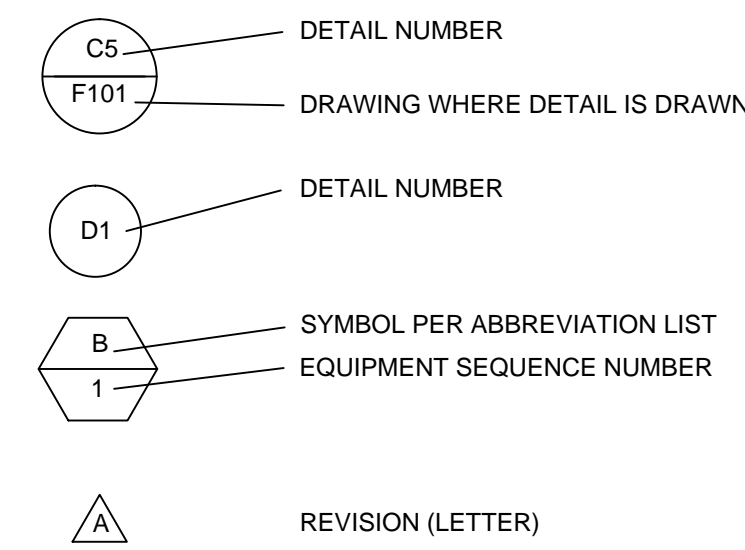 C5
DETAIL NUMBER
F101
DRAWING WHERE DETAIL IS DRAWN
D1
DETAIL NUMBER
B
SYMBOL PER ABBREVIATION LIST
1
EQUIPMENT SEQUENCE NUMBER
A
REVISION (LETTER)